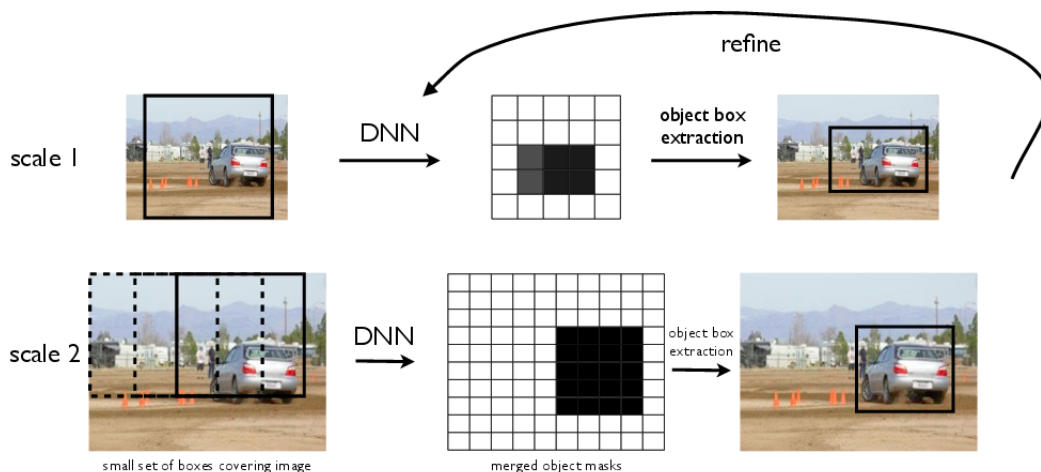 refine
scale 1
DNN
object box
extraction
scale 2
DNN
object box
extraction
small set of boxes covering image
merged object masks